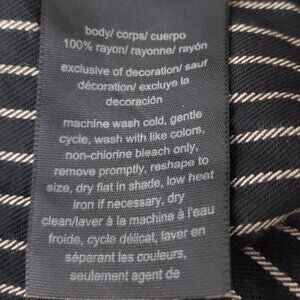 body/ corps/ cuerpo
100% rayon/ rayonne/ rayón
exclusive of decoration/ sauf
décoration/ excluye la
decoración
machine wash cold, gentle
cycle, wash with like colors,
non-chlorine bleach only,
remove promptly, reshape to
size, dry flat in shade, low heat
iron if necessary, dry
clean/laver à la machine à l'eau
froide, cycle délicat, laver en
séparant les couleurs,
seulement agent de